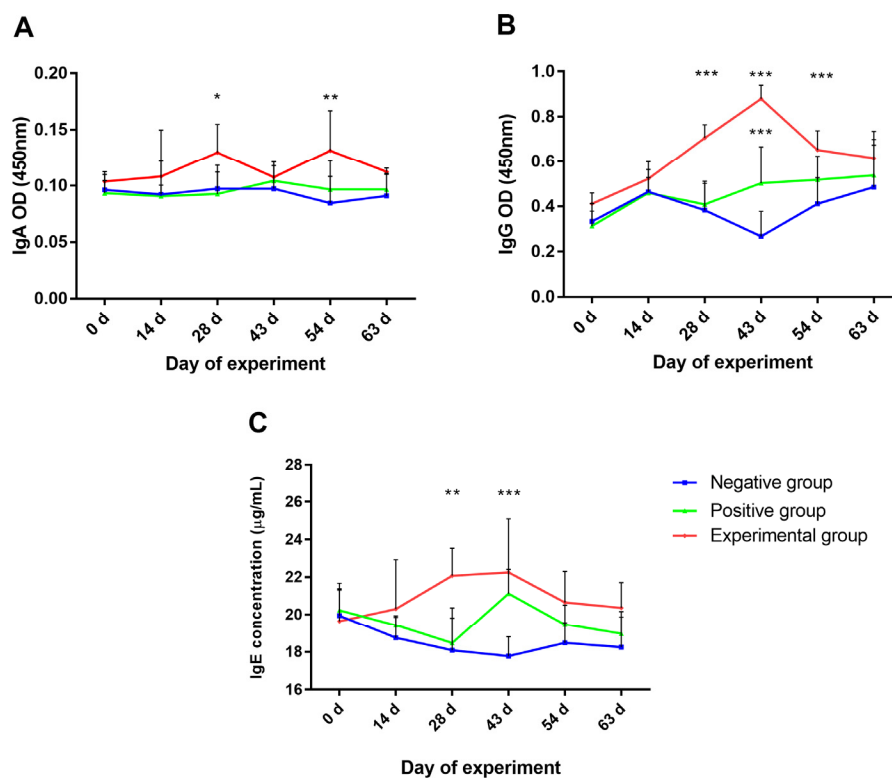 A
IgA OD (450nm)
0.20
0.15
0.10
0.05
0.00
*
**
0 d
14 d
28 d
43 d
54 d
63 d
Day of experiment
B
IgG OD (450nm)
1.0
0.8
0.6
0.4
0.2
0.0
***
***
***
***
0 d
14 d
28 d
43 d
54 d
63 d
Day of experiment
C
IgE concentration (μg/mL)
28
26
24
22
20
18
16
**
***
0 d
14 d
28 d
43 d
54 d
63 d
Day of experiment
Negative group
Positive group
Experimental group